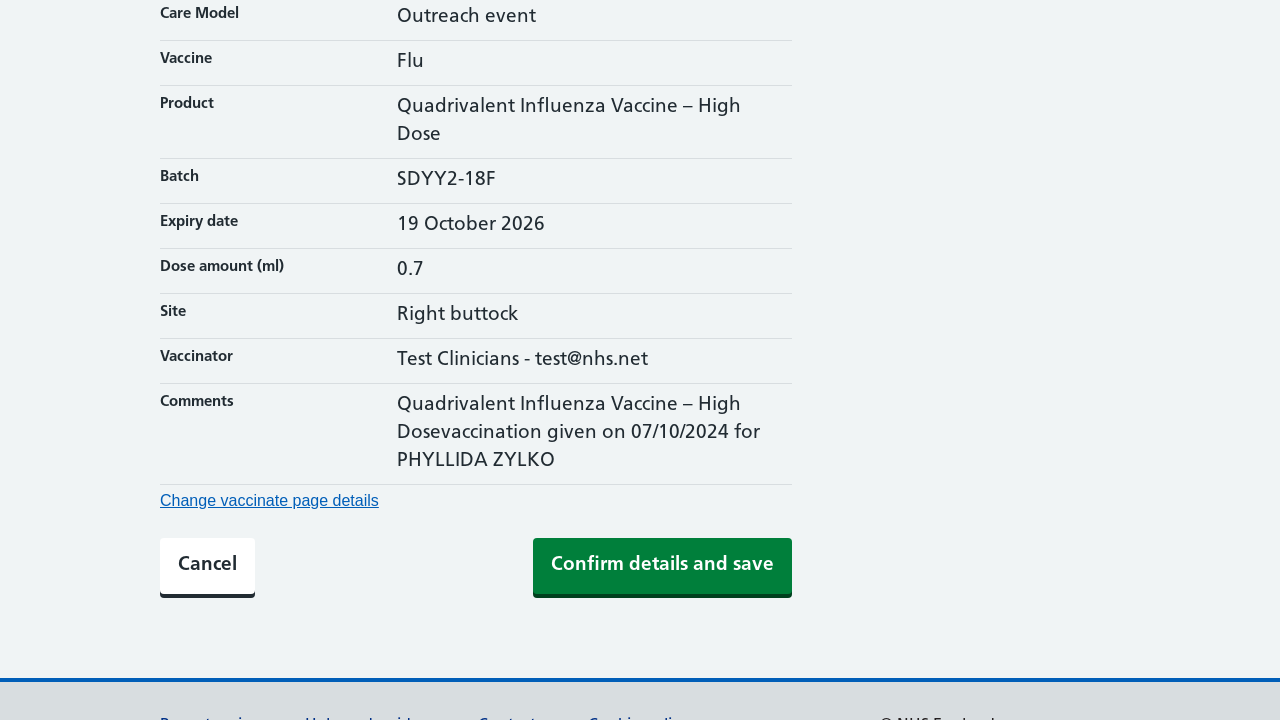 Care Model
Outreach event
Vaccine
Flu
Product
Quadrivalent Influenza Vaccine – High
Dose
Batch
SDYY2-18F
Expiry date
19 October 2026
Dose amount (ml)
0.7
Site
Right buttock
Vaccinator
Test Clinicians - test@nhs.net
Comments
Quadrivalent Influenza Vaccine – High
Dosevaccination given on 07/10/2024 for
PHYLLIDA ZYLKO
Change vaccinate page details
Cancel
Confirm details and save